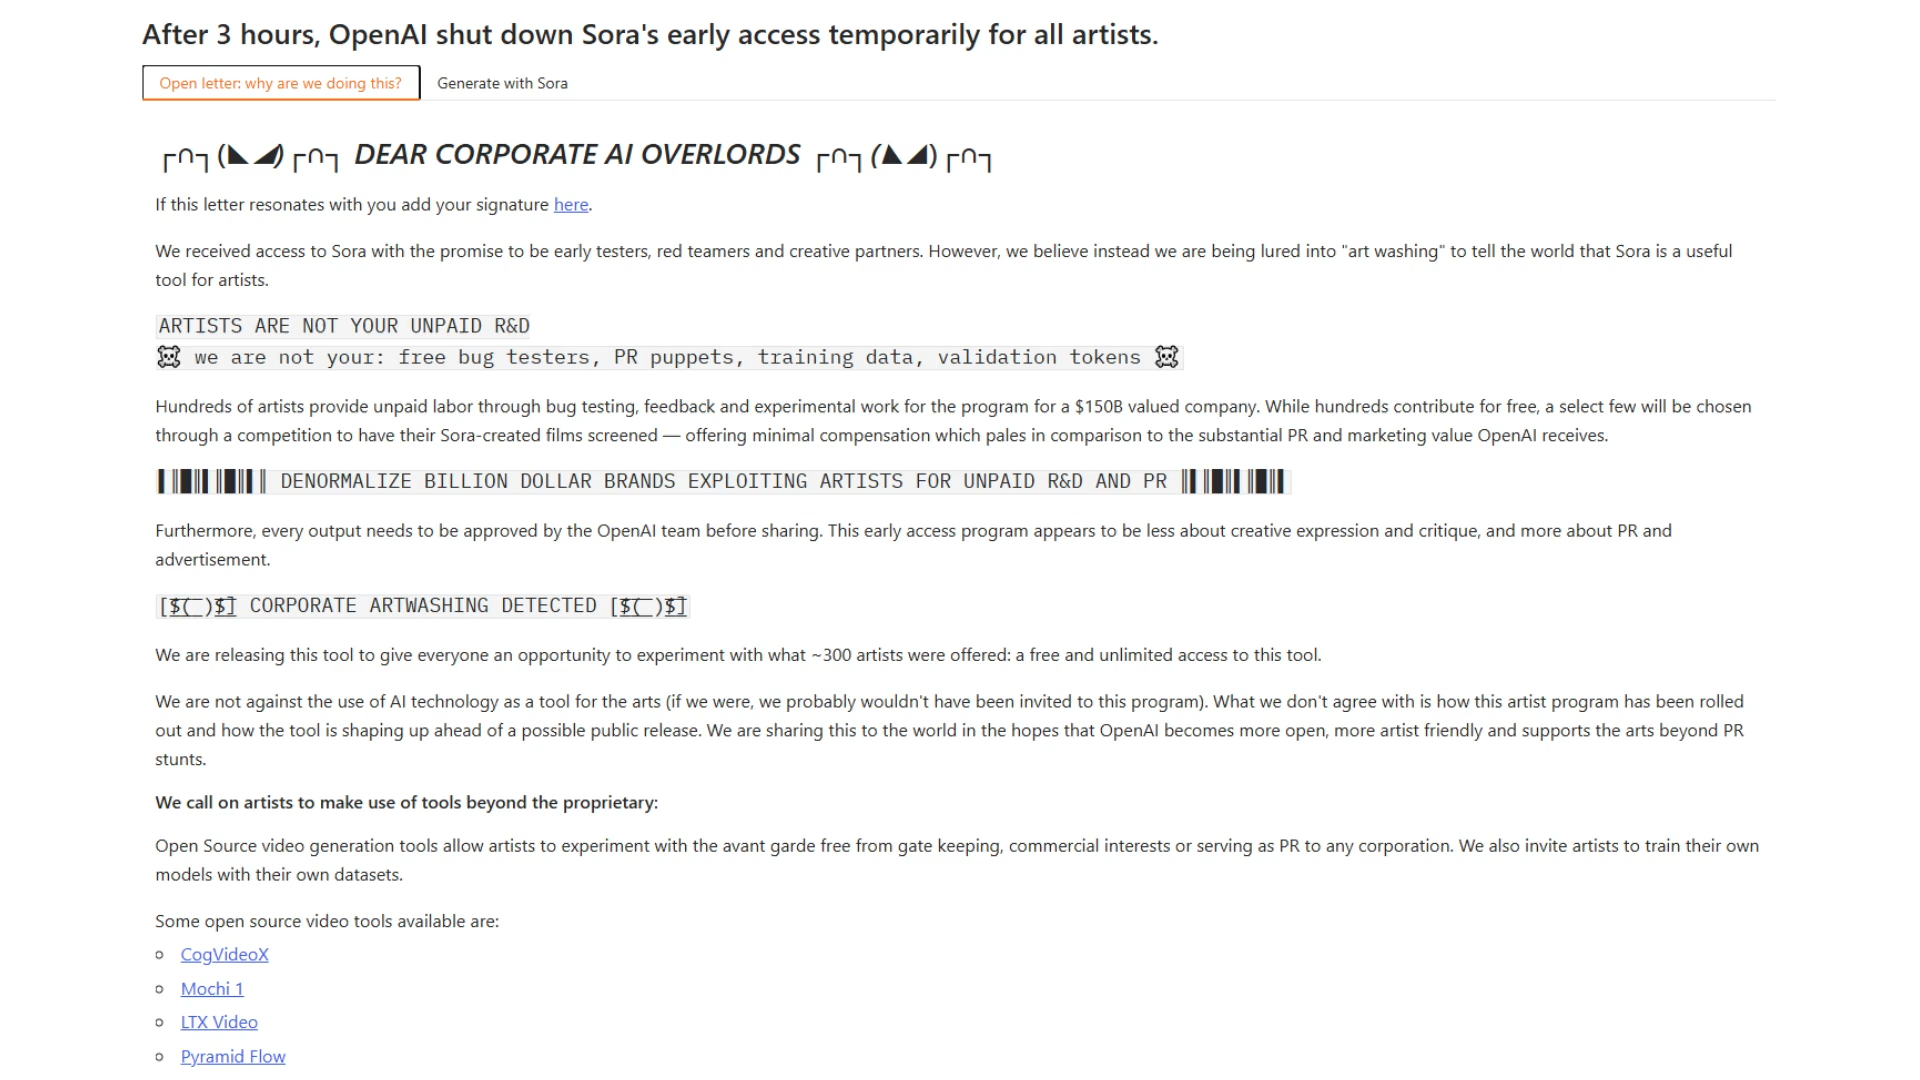 After 3 hours, OpenAI shut down Sora's early access temporarily for all artists.
Open letter: why are we doing this? Generate with Sora
┌∩┐(◣_◢)┌∩┐ DEAR CORPORATE AI OVERLORDS ┌∩┐(◣_◢)┌∩┐
If this letter resonates with you add your signature here.
We received access to Sora with the promise to be early testers, red teamers and creative partners. However, we believe instead we are being lured into "art washing" to tell the world that Sora is a useful
tool for artists.
ARTISTS ARE NOT YOUR UNPAID R&D
☠️ we are not your: free bug testers, PR puppets, training data, validation tokens ☠️
Hundreds of artists provide unpaid labor through bug testing, feedback and experimental work for the program for a $150B valued company. While hundreds contribute for free, a select few will be chosen
through a competition to have their Sora-created films screened — offering minimal compensation which pales in comparison to the substantial PR and marketing value OpenAI receives.
▌║█║▌║█║▌║ DENORMALIZE BILLION DOLLAR BRANDS EXPLOITING ARTISTS FOR UNPAID R&D AND PR ║▌║█║▌║█║▌
Furthermore, every output needs to be approved by the OpenAI team before sharing. This early access program appears to be less about creative expression and critique, and more about PR and
advertisement.
[̲̅$̲̅(̲̅ )̲̅$̲̅] CORPORATE ARTWASHING DETECTED [̲̅$̲̅(̲̅ )̲̅$̲̅]
We are releasing this tool to give everyone an opportunity to experiment with what ~300 artists were offered: a free and unlimited access to this tool.
We are not against the use of AI technology as a tool for the arts (if we were, we probably wouldn't have been invited to this program). What we don't agree with is how this artist program has been rolled
out and how the tool is shaping up ahead of a possible public release. We are sharing this to the world in the hopes that OpenAI becomes more open, more artist friendly and supports the arts beyond PR
stunts.
We call on artists to make use of tools beyond the proprietary:
Open Source video generation tools allow artists to experiment with the avant garde free from gate keeping, commercial interests or serving as PR to any corporation. We also invite artists to train their own
models with their own datasets.
Some open source video tools available are:
CogVideoX
Mochi 1
LTX Video
Pyramid Flow